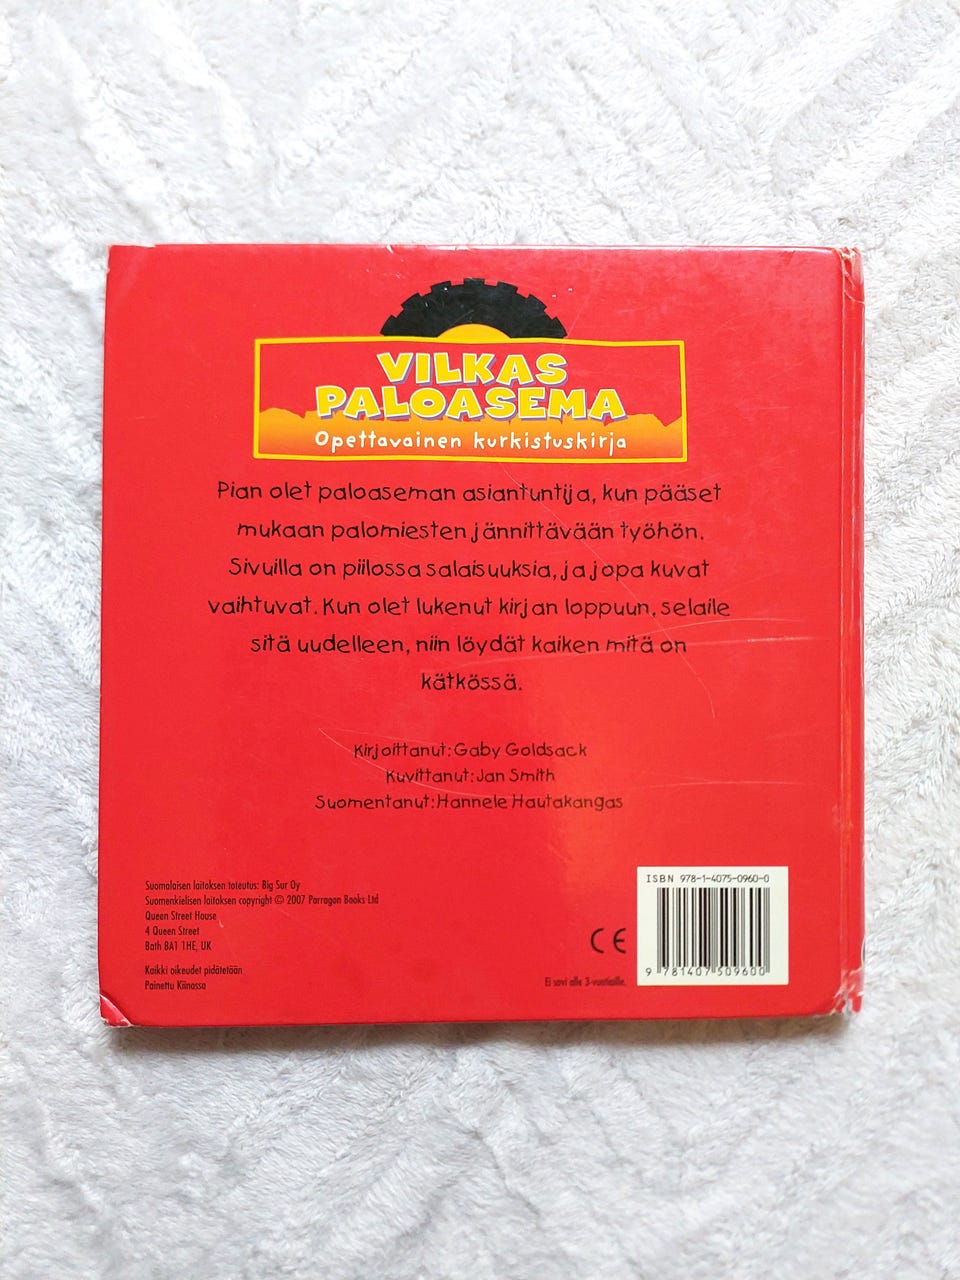 VILKAS
PALOASEMA
Opettavainen kurkistuskirja
Pian olet paloaseman asiantuntija, kun pääset
mukaan palomiesten jännittävään työhön.
Sivuilla on piilossa salaisuuksia, ja jopa kuvat
vaihtuvat. Kun olet lukenut kirjan loppuun, selaile
sitä uudelleen, niin löydät kaiken mitä on
kätkössä.
Kirjoittanut: Gaby Goldsack
Kuvittanut: Jan Smith
Suomentanut: Hannele Hautakangas
Suomalaisen laitoksen toteutus: Big Sur Oy
Suomenkielisen laitoksen copyright © 2007 Parragon Books Ltd
Queen Street House
4 Queen Street
Bath BA1 1HE, UK
Kaikki oikeudet pidätetään
Painettu Kiinassa
CE
Ei sovi alle 3-vuotiaille.
ISBN 978-1-4075-0960-0
9 781407 509600